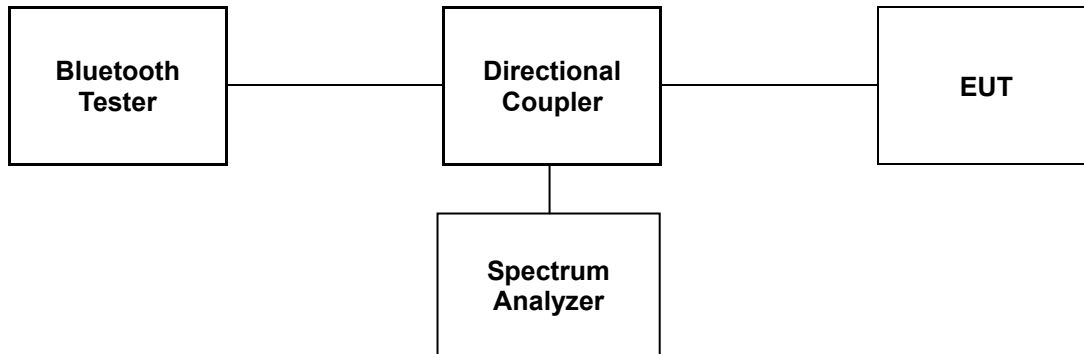 Bluetooth
Tester
Directional
Coupler
EUT
Spectrum
Analyzer